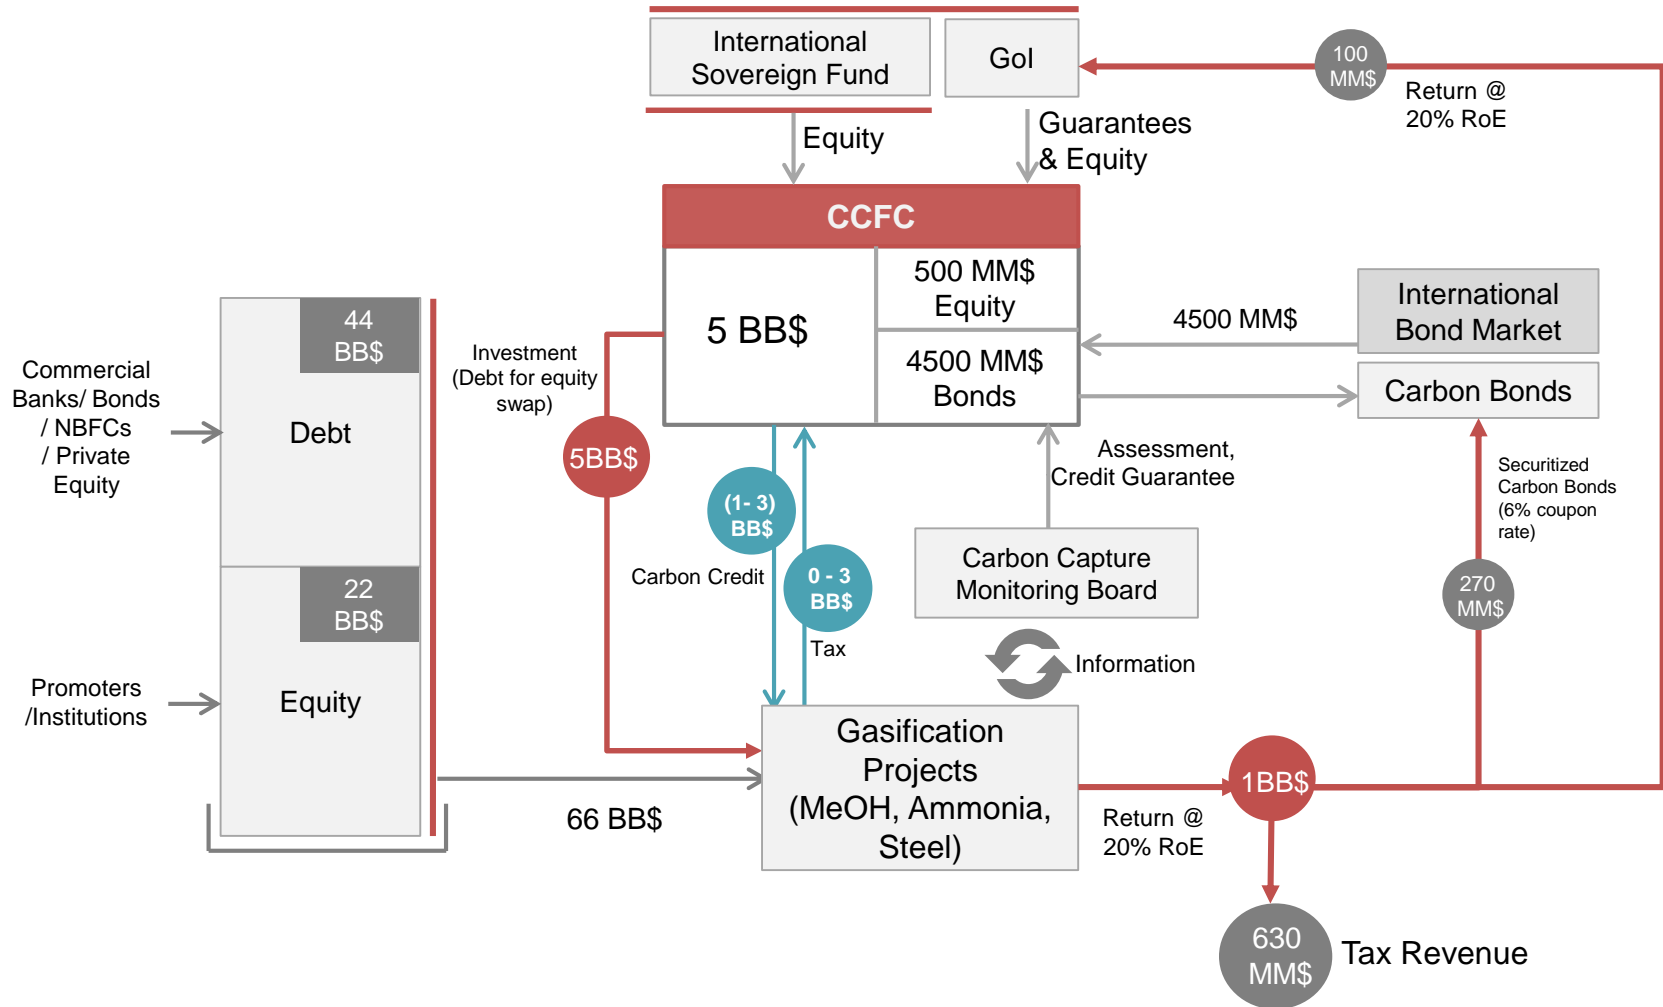 International
Sovereign Fund
GoI
100
MM$
Return @
20% RoE
Equity
Guarantees
& Equity
CCFC
5 BB$
500 MM$
Equity
4500 MM$
Bonds
4500 MM$
International
Bond Market
Carbon Bonds
44
BB$
Debt
Commercial
Banks/ Bonds
/ NBFCs
/ Private
Equity
22
BB$
Equity
Promoters
/Institutions
Investment
(Debt for equity
swap)
5BB$
(1- 3)
BB$
Carbon Credit
0 - 3
BB$
Tax
Assessment,
Credit Guarantee
Carbon Capture
Monitoring Board
Information
Securitized
Carbon Bonds
(6% coupon
rate)
270
MM$
66 BB$
Gasification
Projects
(MeOH, Ammonia,
Steel)
Return @
20% RoE
1BB$
630
MM$
Tax Revenue